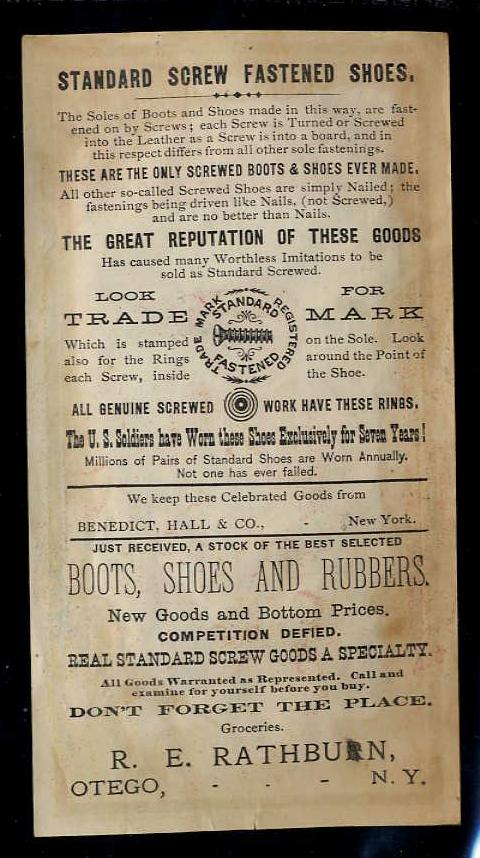 STANDARD SCREW FASTENED SHOES.
The Soles of Boots and Shoes made in this way, are fast-
ened on by Screws; each Screw is Turned or Screwed
into the Leather as a Screw is into a board, and in
this respect differs from all other sole fastenings.
THESE ARE THE ONLY SCREWED BOOTS & SHOES EVER MADE.
All other so-called Screwed Shoes are simply Nailed; the
fastenings being driven like Nails, (not Screwed,)
and are no better than Nails.
THE GREAT REPUTATION OF THESE GOODS
Has caused many Worthless Imitations to be
sold as Standard Screwed.
LOOK FOR
TRADE MARK
Which is stamped on the Sole. Look
also for the Rings around the Point of
each Screw, inside the Shoe.
TRADE MARK REGISTERED
STANDARD
FASTENED
ALL GENUINE SCREWED WORK HAVE THESE RINGS.
The U. S. Soldiers have Worn these Shoes Exclusively for Seven Years!
Millions of Pairs of Standard Shoes are Worn Annually.
Not one has ever failed.
We keep these Celebrated Goods from
BENEDICT, HALL & CO., - New York.
JUST RECEIVED, A STOCK OF THE BEST SELECTED
BOOTS, SHOES AND RUBBERS.
New Goods and Bottom Prices.
COMPETITION DEFIED.
REAL STANDARD SCREW GOODS A SPECIALTY.
All Goods Warranted as Represented. Call and
examine for yourself before you buy.
DON'T FORGET THE PLACE.
Groceries.
R. E. RATHBURN,
OTEGO, - - - N. Y.